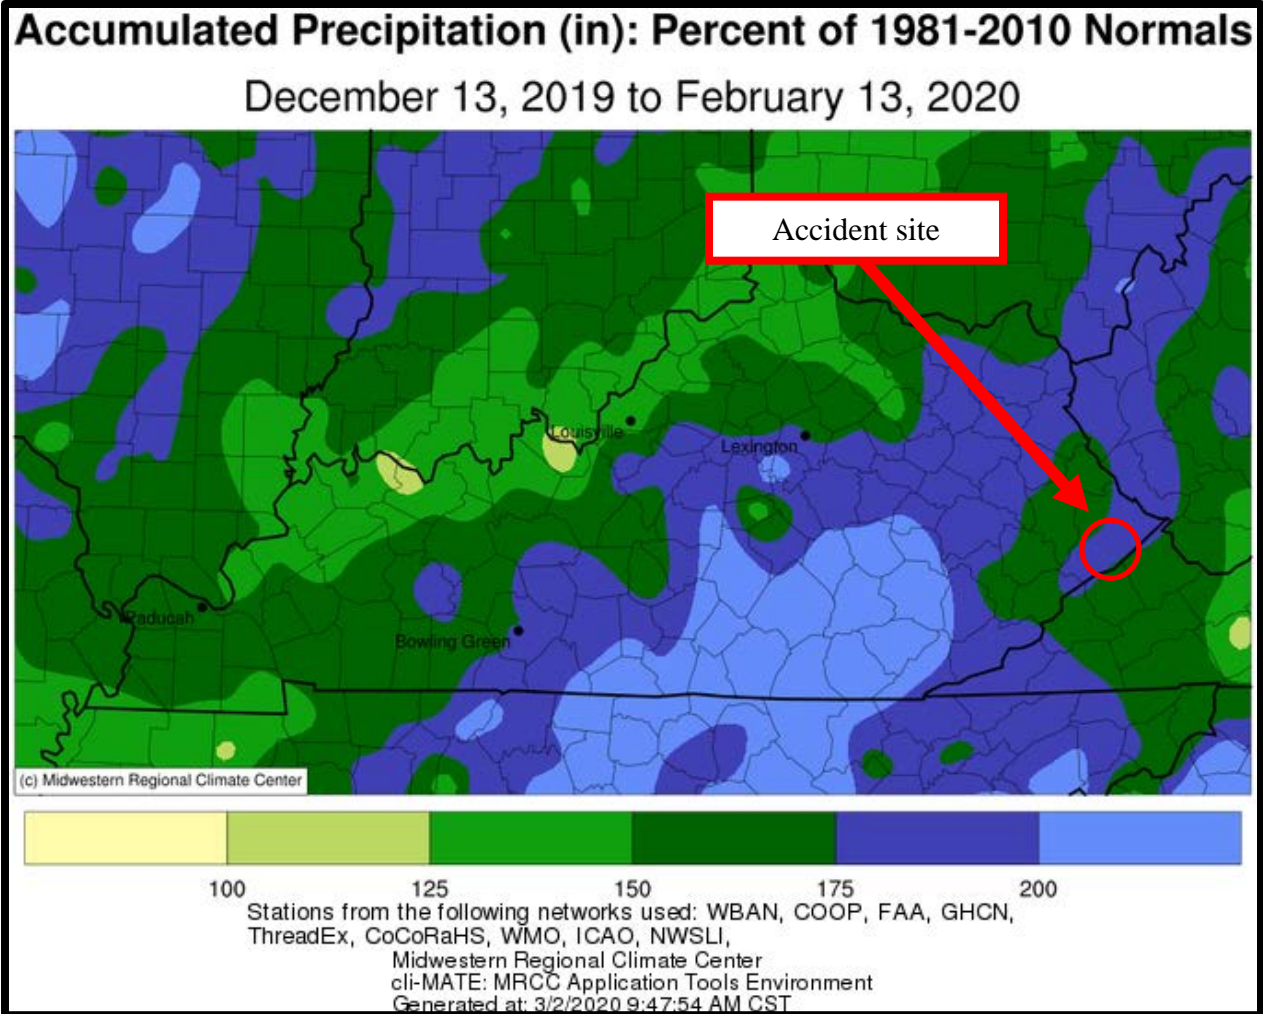 Accumulated Precipitation (in): Percent of 1981-2010 Normals
December 13, 2019 to February 13, 2020
Accident site
Louisville
Lexington
Paducah
Bowling Green
(c) Midwestern Regional Climate Center
100 125 150 175 200
Stations from the following networks used: WBAN, COOP, FAA, GHCN,
ThreadEx, CoCoRaHS, WMO, ICAO, NWSLI,
Midwestern Regional Climate Center
cli-MATE: MRCC Application Tools Environment
Generated at: 3/2/2020 9:47:54 AM CST